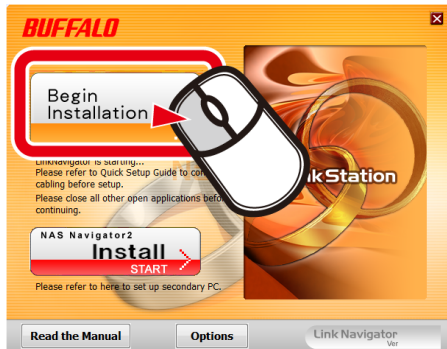 BUFFALO
Begin
Installation
LinkNavigator is starting...
Please refer to Quick Setup Guide to con
cabling before setup.
Please close all other open applications befo
continuing.
kStation
NAS Navigator2
Install
START
Please refer to here to set up secondary PC.
Read the Manual
Options
Link Navigator
Ver